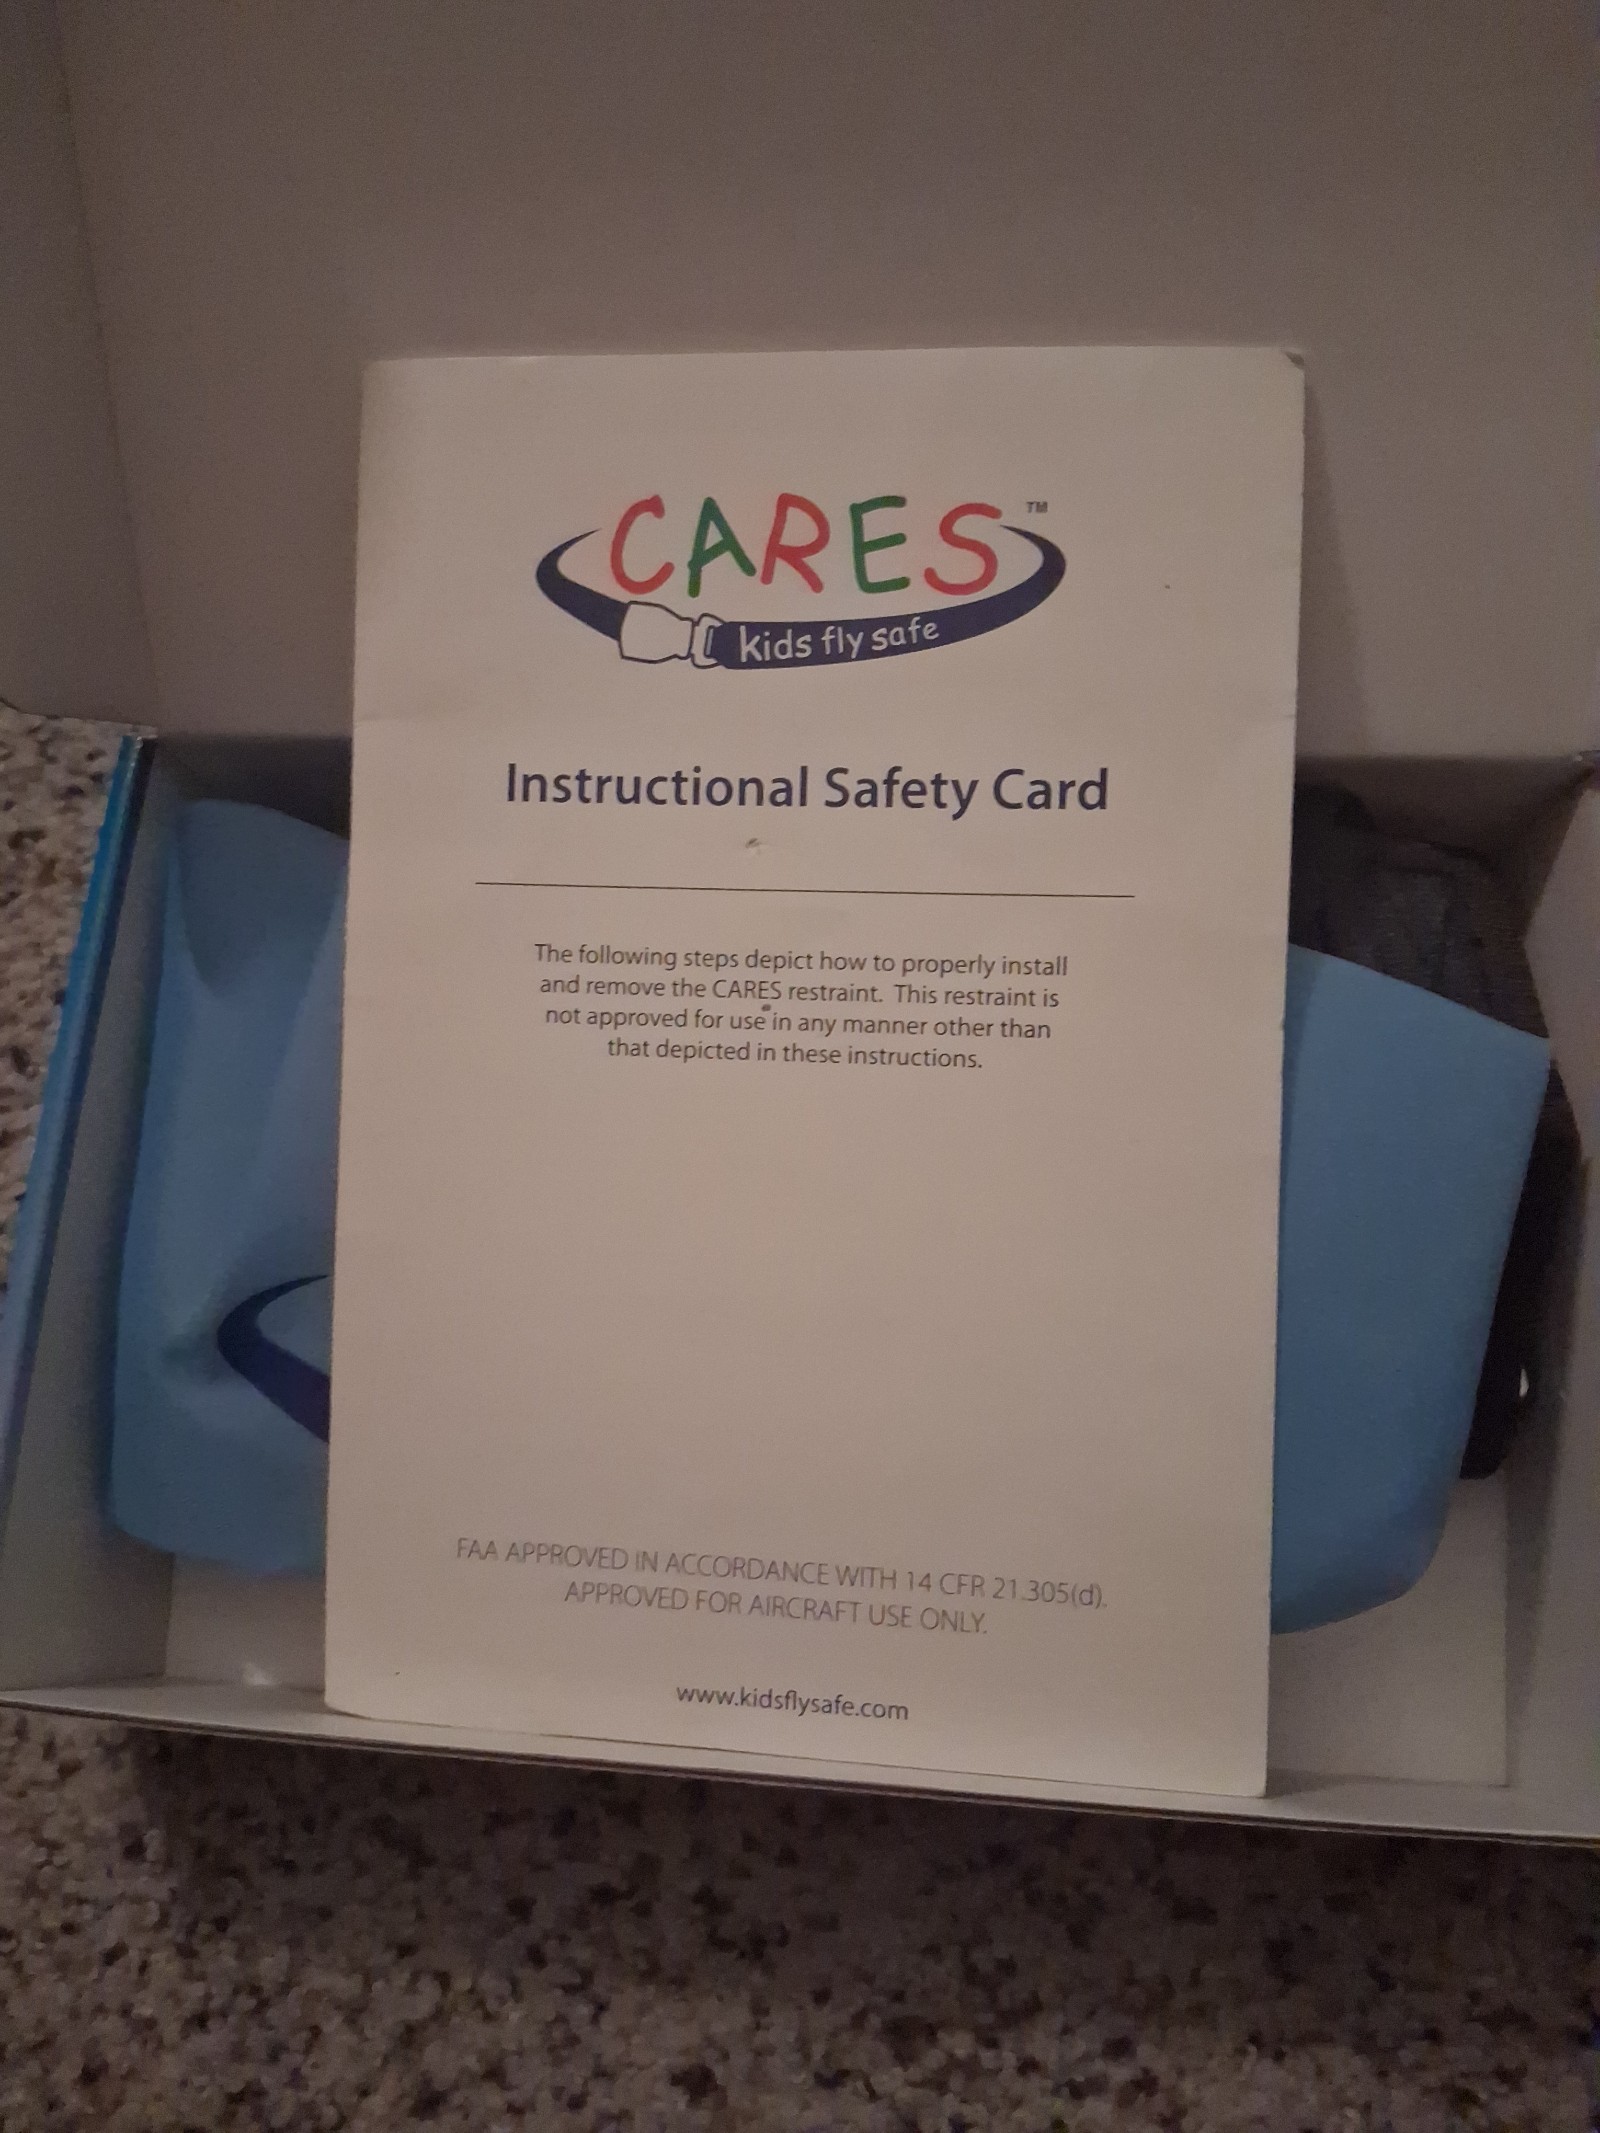 CARES™
kids fly safe
Instructional Safety Card
The following steps depict how to properly install
and remove the CARES restraint. This restraint is
not approved for use in any manner other than
that depicted in these instructions.
FAA APPROVED IN ACCORDANCE WITH 14 CFR 21.305(d).
APPROVED FOR AIRCRAFT USE ONLY.
www.kidsflysafe.com